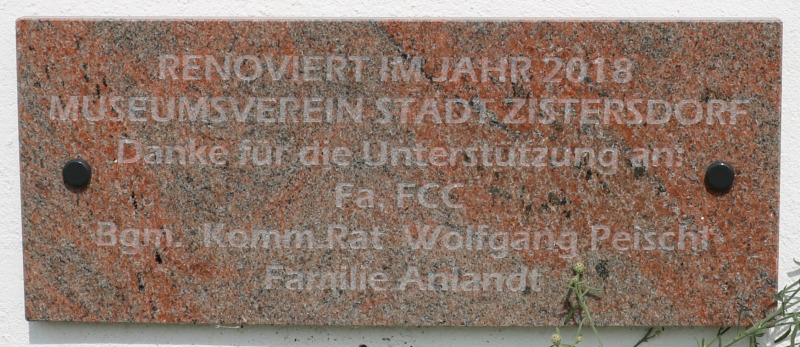 RENOVIERT IM JAHR 2018
MUSEUMSVEREIN STADT ZISTERSDORF
Danke für die Unterstützung an:
Fa. FCC
Bgm. Komm.Rat Wolfgang Peischl
Familie Anlandt